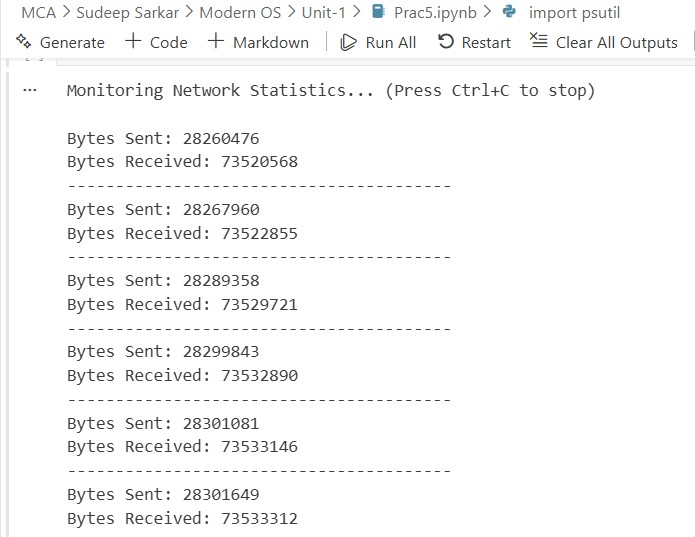 MCA > Sudeep Sarkar > Modern OS > Unit-1 > Prac5.ipynb > import psutil
Generate + Code + Markdown | Run All Restart Clear All Outputs
... Monitoring Network Statistics... (Press Ctrl+C to stop)
Bytes Sent: 28260476
Bytes Received: 73520568
----------------------------------------
Bytes Sent: 28267960
Bytes Received: 73522855
----------------------------------------
Bytes Sent: 28289358
Bytes Received: 73529721
----------------------------------------
Bytes Sent: 28299843
Bytes Received: 73532890
----------------------------------------
Bytes Sent: 28301081
Bytes Received: 73533146
----------------------------------------
Bytes Sent: 28301649
Bytes Received: 73533312